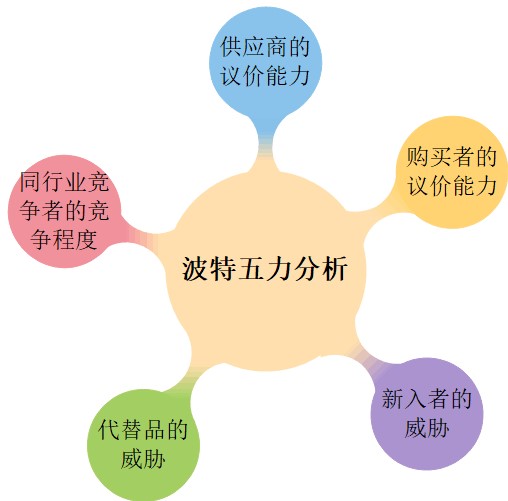 供应商的
议价能力
购买者的
议价能力
同行业竞
争者的竞
争程度
波特五力分析
新入者的
威胁
代替品的
威胁